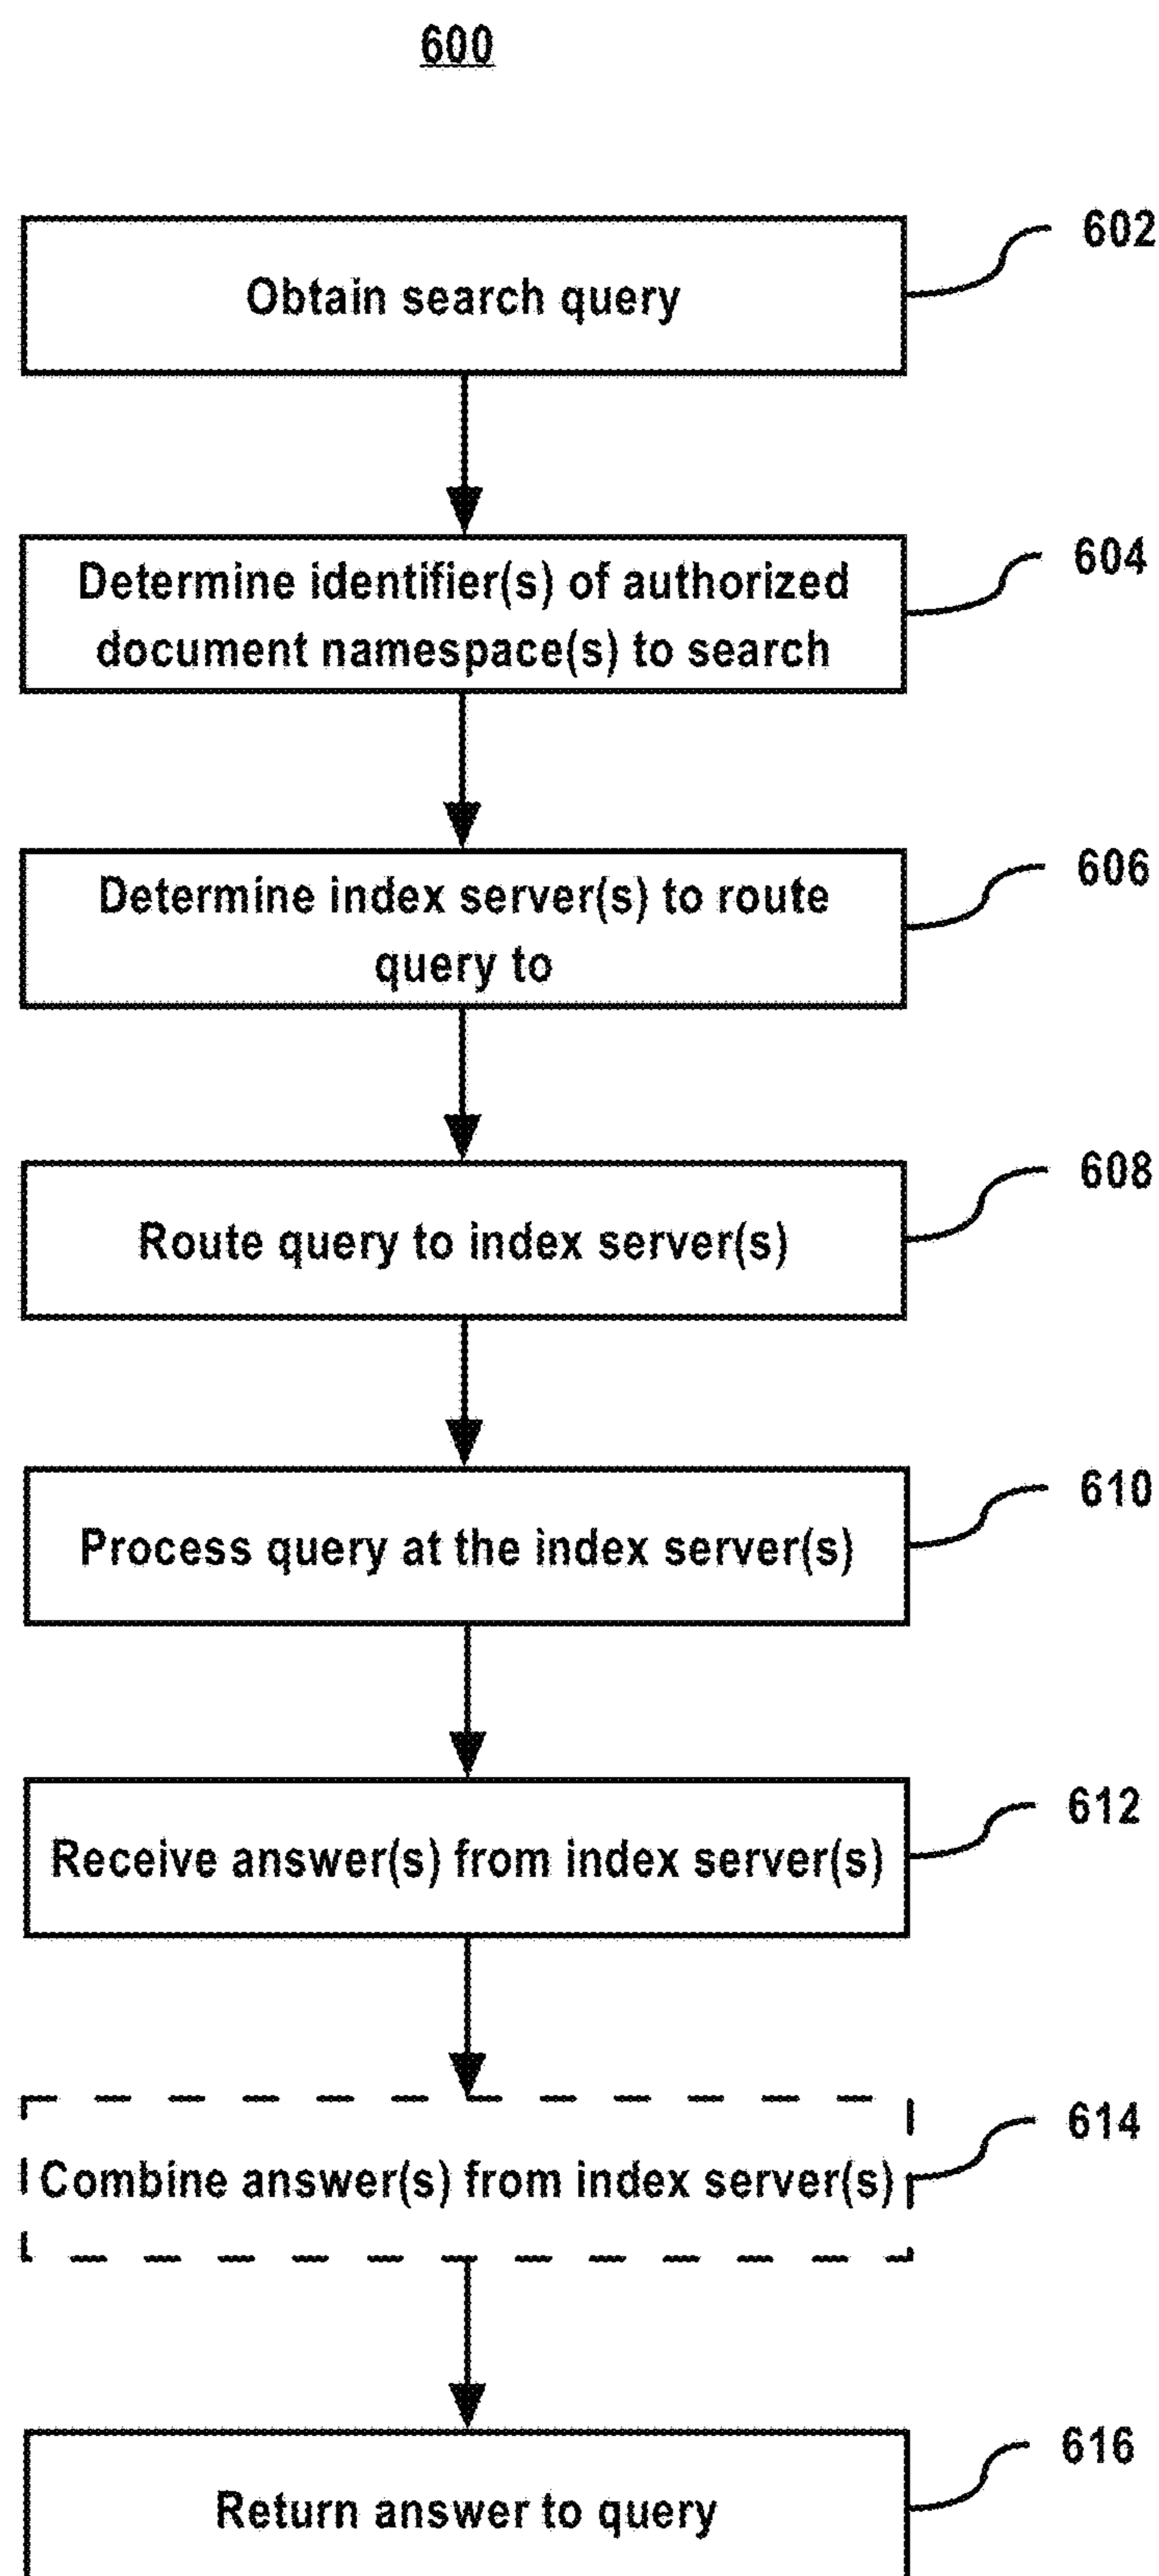 600
602
Obtain search query
604
Determine identifier(s) of authorized
document namespace(s) to search
606
Determine index server(s) to route
query to
608
Route query to index server(s)
610
Process query at the index server(s)
612
Receive answer(s) from index server(s)
614
Combine answer(s) from index server(s)
616
Return answer to query